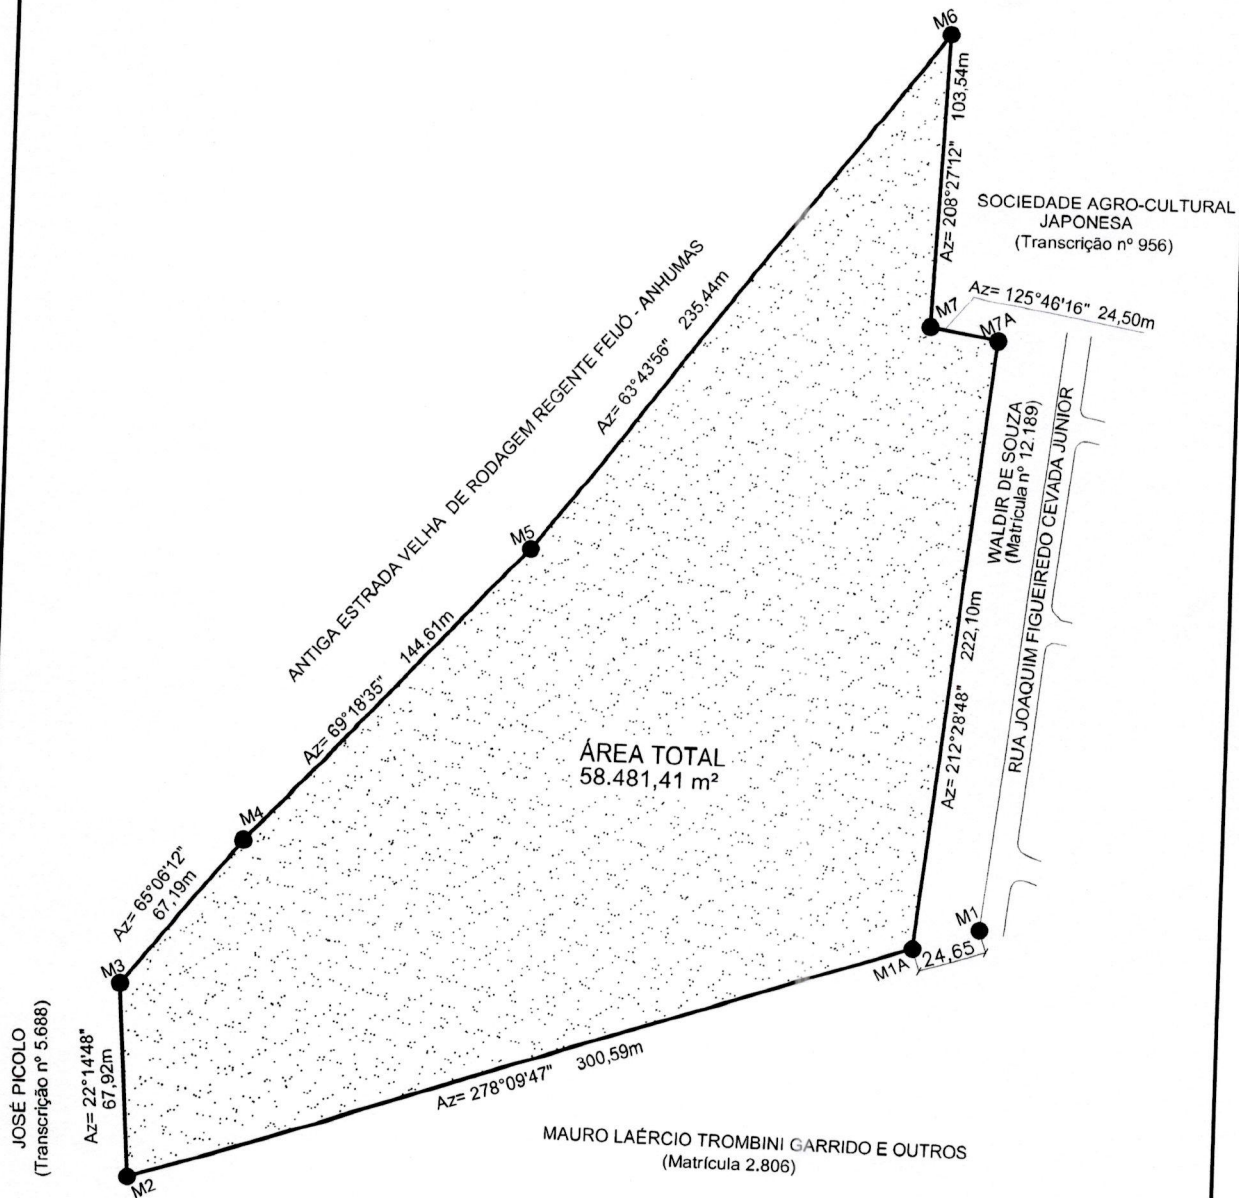 M6
103,54m
Az= 208°27'12"
SOCIEDADE AGRO-CULTURAL
JAPONESA
(Transcrição nº 956)
Az= 125°46'16" 24,50m
M7
M7A
ANTIGA ESTRADA VELHA DE RODAGEM REGENTE FEIJÓ - ANHUMAS
Az= 63°43'56" 235,44m
WALDIR DE SOUZA
(Matrícula nº 12.189)
RUA JOAQUIM FIGUEIREDO CEVADA JUNIOR
M5
Az= 69°18'35" 144,61m
Az= 212°28'48" 222,10m
ÁREA TOTAL
58.481,41 m²
M4
Az= 65°06'12"
67,19m
M3
M1
M1A
24,65
JOSÉ PICOLO
(Transcrição nº 5.688)
Az= 22°14'48"
67,92m
Az= 278°09'47" 300,59m
MAURO LAÉRCIO TROMBINI GARRIDO E OUTROS
(Matrícula 2.806)
M2